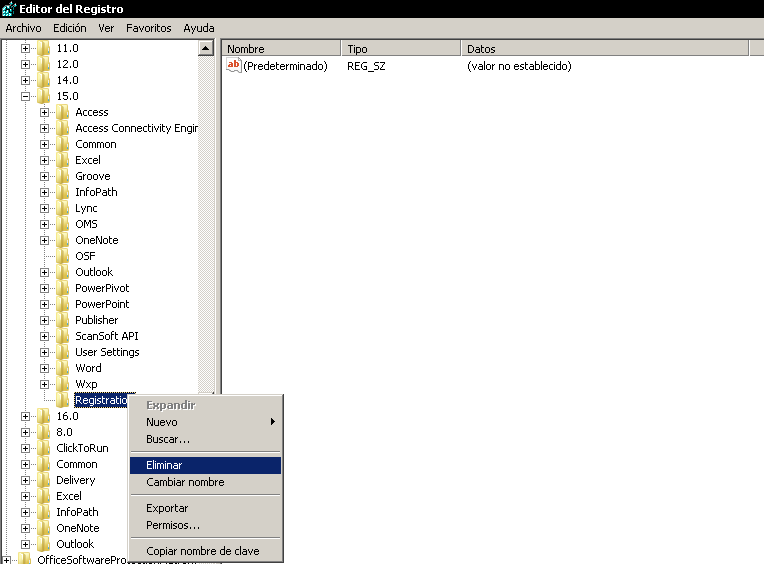 Editor del Registro
Archivo Edición Ver Favoritos Ayuda
11.0
12.0
14.0
15.0
Access
Access Connectivity Engir
Common
Excel
Groove
InfoPath
Lync
OMS
OneNote
OSF
Outlook
PowerPivot
PowerPoint
Publisher
ScanSoft API
User Settings
Word
Wxp
Registratio
16.0
8.0
ClickToRun
Common
Delivery
Excel
InfoPath
OneNote
Outlook
Nombre Tipo Datos
ab (Predeterminado) REG_SZ (valor no establecido)
Expandir
Nuevo
Buscar...
Eliminar
Cambiar nombre
Exportar
Permisos...
Copiar nombre de clave